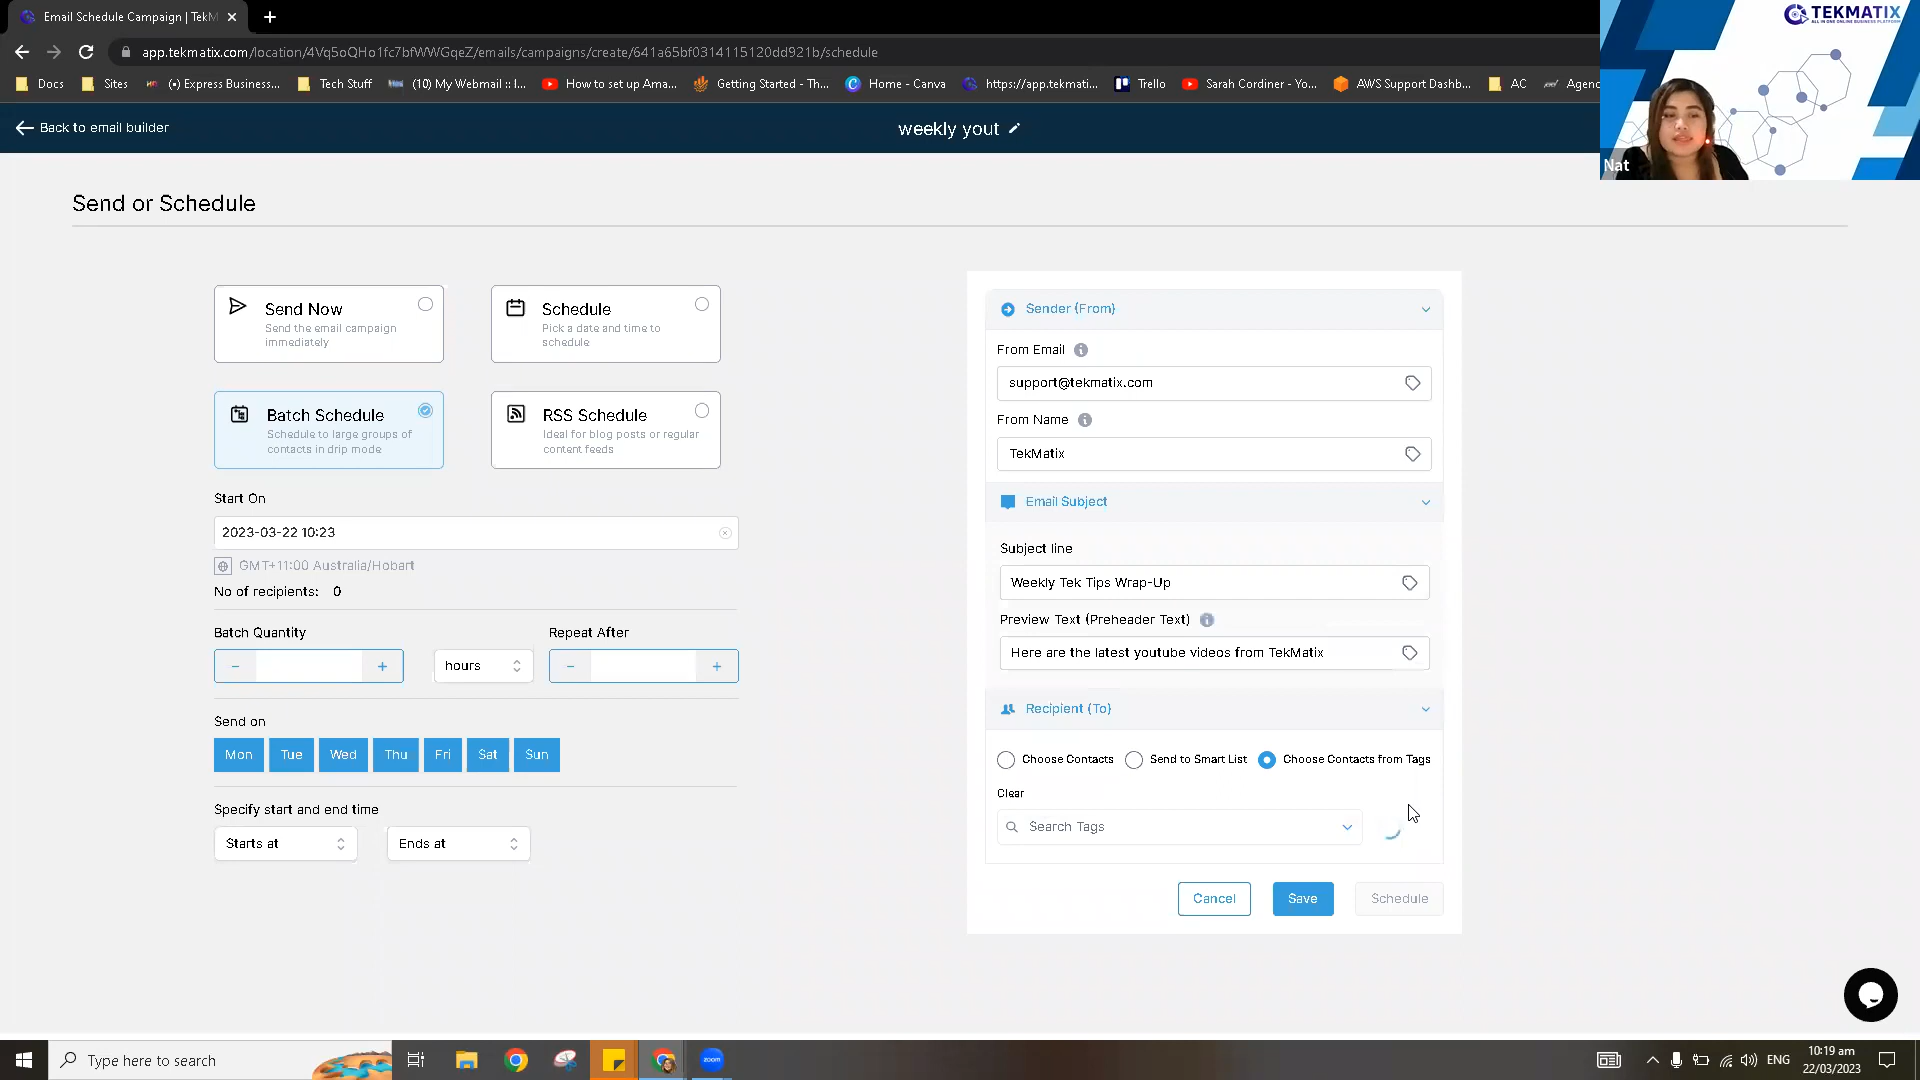 Email Schedule Campaign | TekM
app.tekmatix.com/location/4Vq5oQHo1fc7bfWWGqeZ/emails/campaigns/create/641a65bf0314115120dd921b/schedule
Docs
Sites
(•) Express Business...
Tech Stuff
(10) My Webmail :: I...
How to set up Ama...
Getting Started - Th...
Home - Canva
https://app.tekmati...
Trello
Sarah Cordiner - Yo...
AWS Support Dashb...
AC
Agen
TEKMATIX
ALL IN ONE ONLINE BUSINESS PLATFORM
Nat
Back to email builder
weekly yout
Send or Schedule
Send Now
Send the email campaign
immediately
Schedule
Pick a date and time to
schedule
Batch Schedule
Schedule to large groups of
contacts in drip mode
RSS Schedule
Ideal for blog posts or regular
content feeds
Start On
2023-03-22 10:23
GMT+11:00 Australia/Hobart
No of recipients: 0
Batch Quantity
Repeat After
− + hours − +
Send on
Mon Tue Wed Thu Fri Sat Sun
Specify start and end time
Starts at
Ends at
Sender (From)
From Email
support@tekmatix.com
From Name
TekMatix
Email Subject
Subject line
Weekly Tek Tips Wrap-Up
Preview Text (Preheader Text)
Here are the latest youtube videos from TekMatix
Recipient (To)
Choose Contacts
Send to Smart List
Choose Contacts from Tags
Clear
Search Tags
Cancel
Save
Schedule
Type here to search
zoom
ENG
10:19 am
22/03/2023